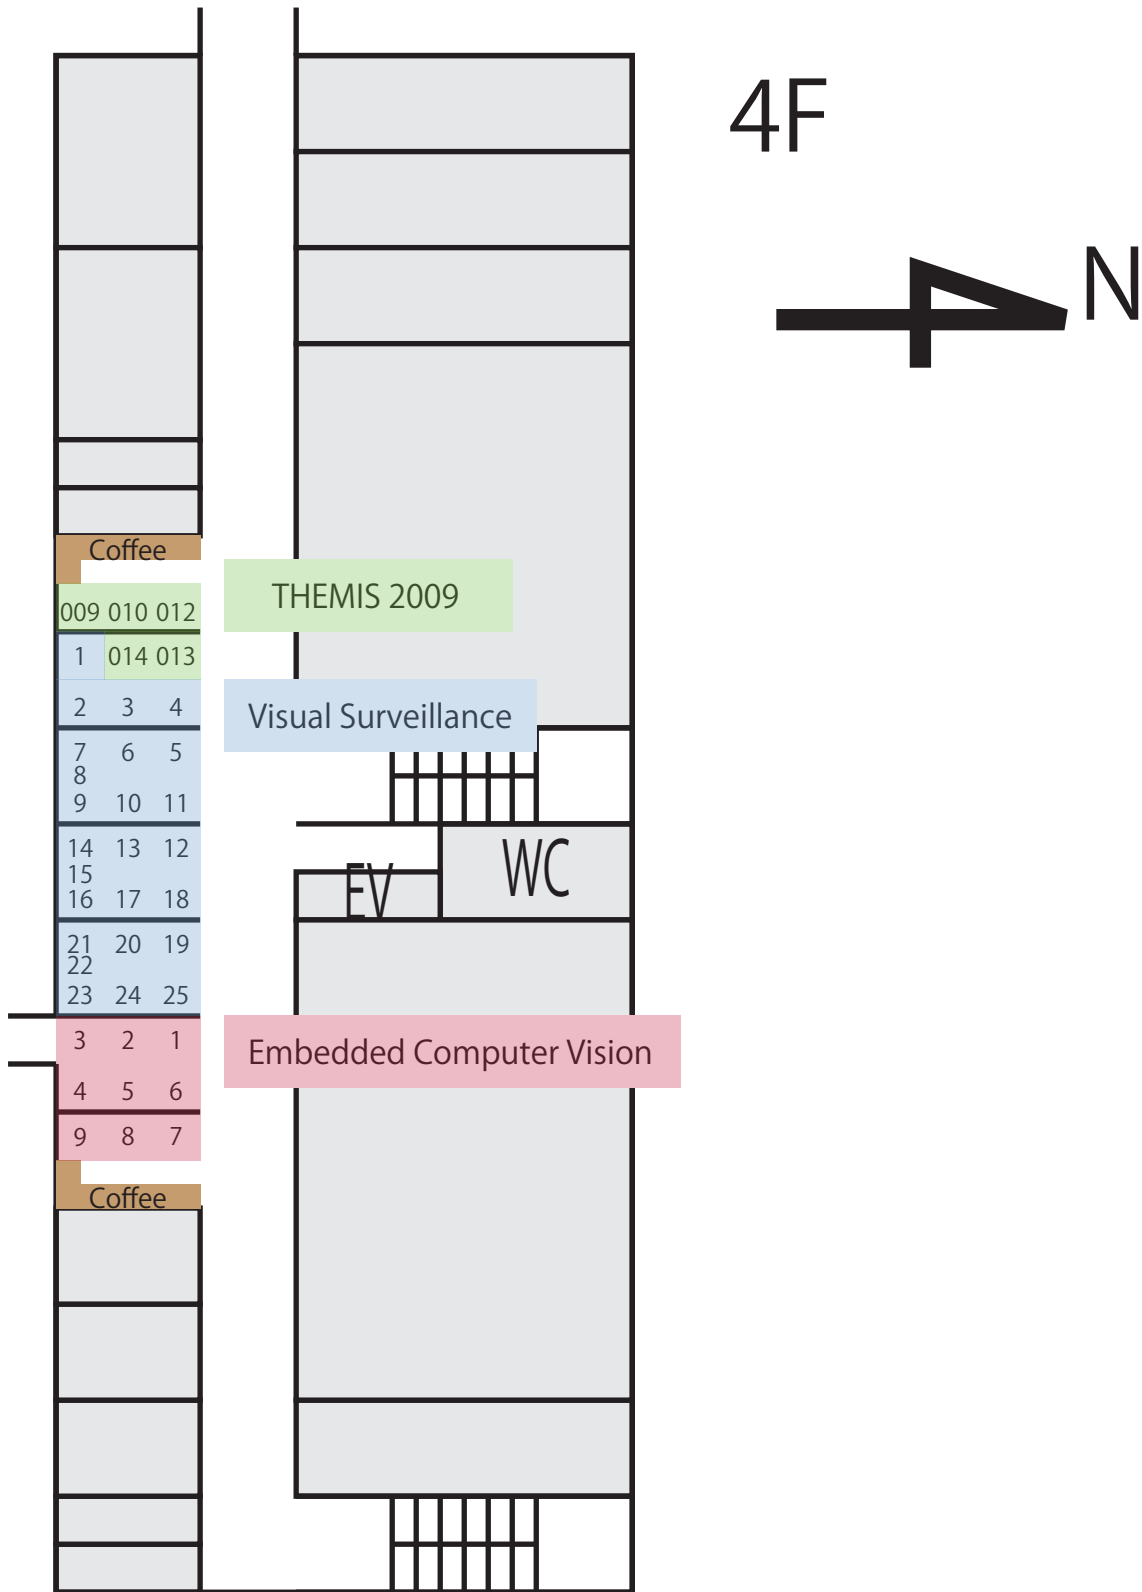 4F
N
Coffee
THEMIS 2009
009 010 012
1 014 013
2 3 4
Visual Surveillance
7 6 5
8
9 10 11
14 13 12
15
16 17 18
EV
WC
21 20 19
22
23 24 25
3 2 1
Embedded Computer Vision
4 5 6
9 8 7
Coffee